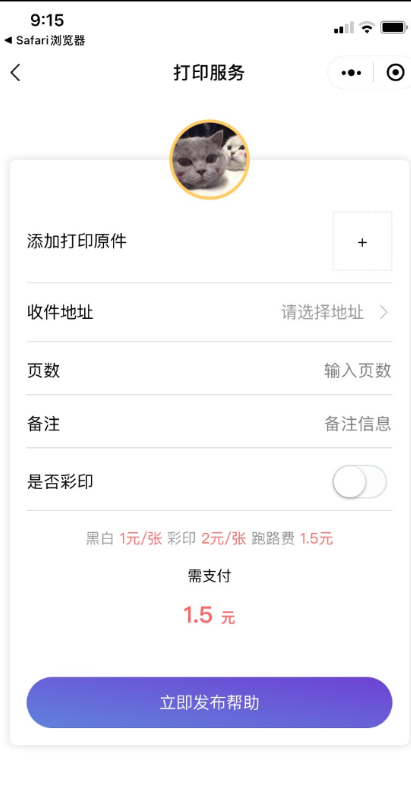 9:15
◀ Safari浏览器
打印服务
添加打印原件 +
收件地址 请选择地址
页数 输入页数
备注 备注信息
是否彩印
黑白 1元/张 彩印 2元/张 跑路费 1.5元
需支付
1.5 元
立即发布帮助